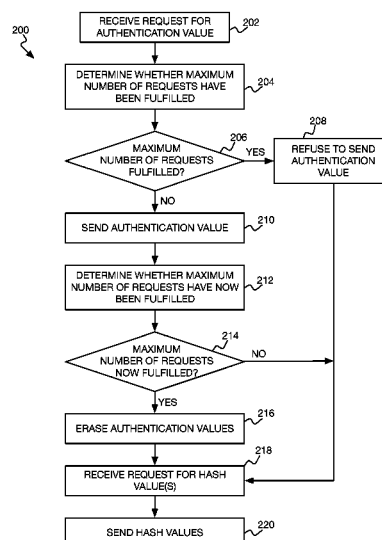 200
RECEIVE REQUEST FOR
AUTHENTICATION VALUE
202
DETERMINE WHETHER MAXIMUM
NUMBER OF REQUESTS HAVE
BEEN FULFILLED
204
MAXIMUM
NUMBER OF REQUESTS
FULFILLED?
206
YES
208
REFUSE TO SEND
AUTHENTICATION
VALUE
NO
SEND AUTHENTICATION VALUE
210
DETERMINE WHETHER MAXIMUM
NUMBER OF REQUESTS HAVE NOW
BEEN FULFILLED
212
MAXIMUM
NUMBER OF REQUESTS
NOW FULFILLED?
214
NO
YES
ERASE AUTHENTICATION VALUES
216
RECEIVE REQUEST FOR HASH
VALUE(S)
218
SEND HASH VALUES
220